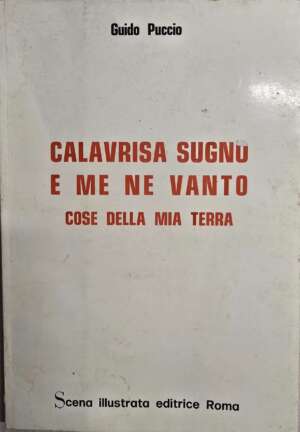 Guido Puccio
CALAVRISA SUGNU
E ME NE VANTO
COSE DELLA MIA TERRA
Scena illustrata editrice Roma